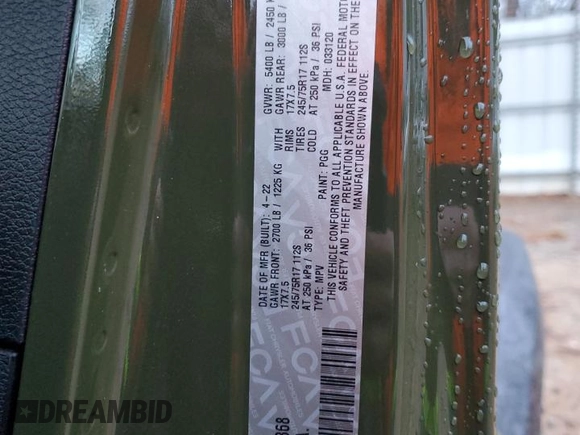 DATE OF MFR (BUILT): 4-22 GVWR: 5400 LB / 2450 K
GAWR FRONT: 2700 LB / 1225 KG WITH GAWR REAR: 3000 LB /
17X7.5 RIMS 17X7.5
245/75R17 112S TIRES 245/75R17 112S
AT 250 kPa / 36 PSI COLD AT 250 kPa / 36 PSI
TYPE: MPV PAINT: PGG MDH: 033120
THIS VEHICLE CONFORMS TO ALL APPLICABLE U.S.A. FEDERAL MOT
SAFETY AND THEFT PREVENTION STANDARDS IN EFFECT ON THE
MANUFACTURE SHOWN ABOVE.
868
DREAMBID